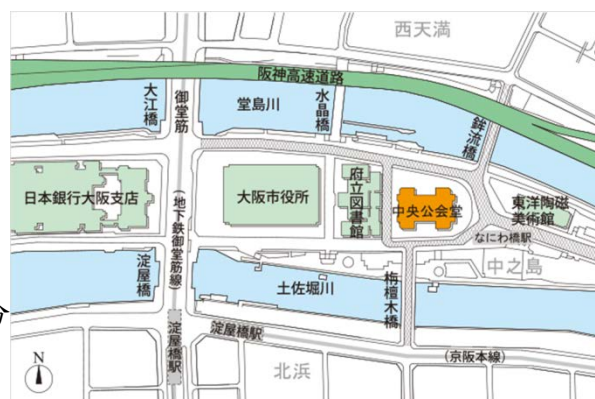 西天満
阪神高速道路
大江橋
御堂筋
堂島川
水晶橋
鉾流橋
日本銀行大阪支店
大阪市役所
府立図書館
中央公会堂
東洋陶磁
美術館
なにわ橋駅
(地下鉄御堂筋線)
中之島
淀屋橋
土佐堀川
栴檀木橋
淀屋橋駅
淀屋橋駅
(京阪本線)
北浜
N